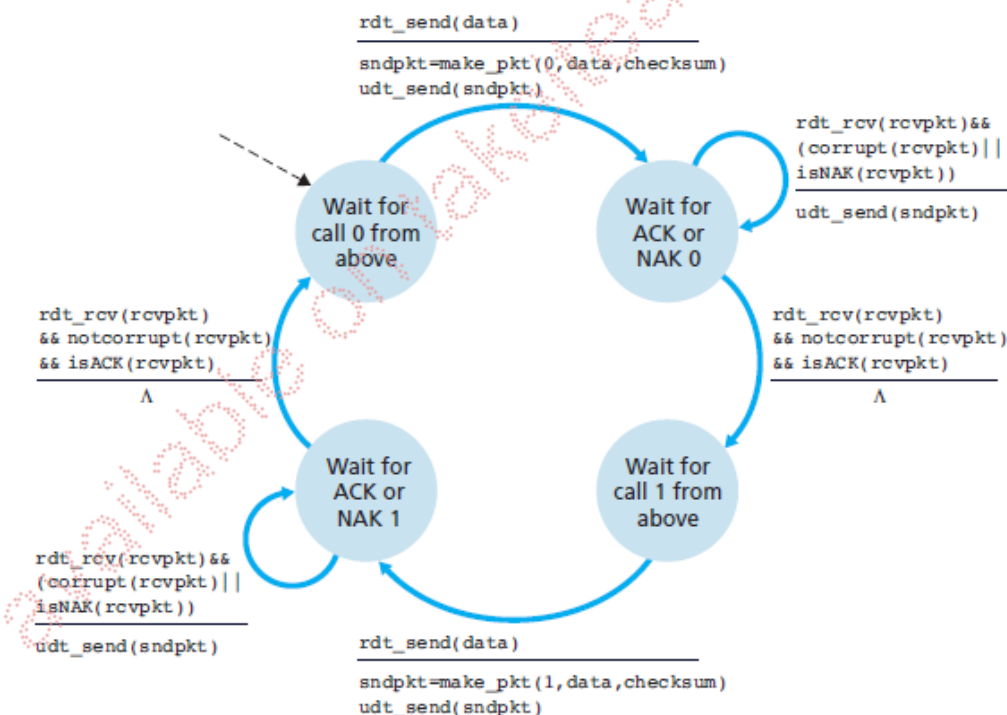 rdt_send(data)
sndpkt=make_pkt(0,data,checksum)
udt_send(sndpkt)
rdt_rcv(rcvpkt)&&
(corrupt(rcvpkt)||
isNAK(rcvpkt))
udt_send(sndpkt)
Wait for
call 0 from
above
Wait for
ACK or
NAK 0
rdt_rcv(rcvpkt)
&& notcorrupt(rcvpkt)
&& isACK(rcvpkt)
Λ
rdt_rcv(rcvpkt)
&& notcorrupt(rcvpkt)
&& isACK(rcvpkt)
Λ
Wait for
ACK or
NAK 1
Wait for
call 1 from
above
rdt_rcv(rcvpkt)&&
(corrupt(rcvpkt)||
isNAK(rcvpkt))
udt_send(sndpkt)
rdt_send(data)
sndpkt=make_pkt(1,data,checksum)
udt_send(sndpkt)
available on